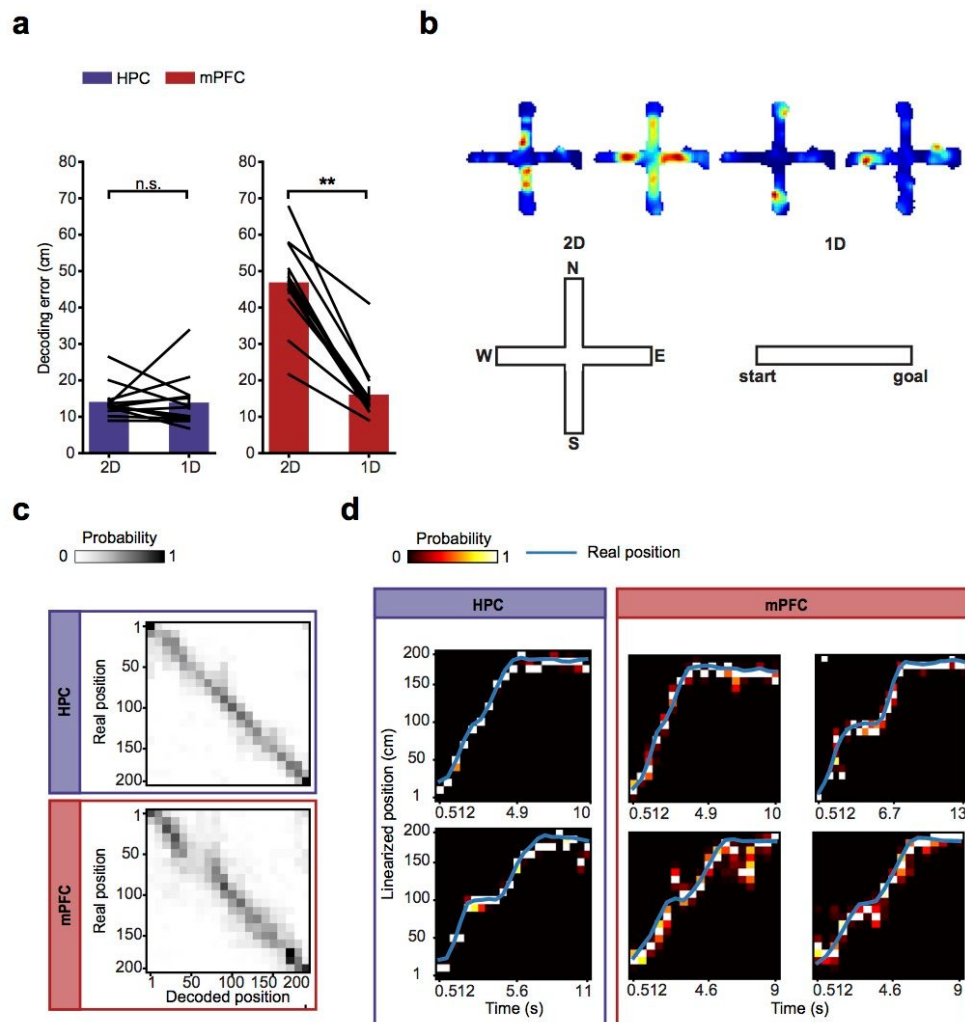 a
HPC mPFC
Decoding error (cm)
80
70
60
50
40
30
20
10
0
n.s.
2D 1D
80
70
60
50
40
30
20
10
0
**
2D 1D
b
2D 1D
N
W E
S
start goal
c
Probability
0 1
HPC
Real position
1
50
100
150
200
mPFC
Real position
1
50
100
150
200
1 50 100 150 200
Decoded position
d
Probability
0 1 Real position
HPC mPFC
Linearized position (cm)
200
150
100
50
1
0.512 4.9 10
0.512 4.9 10
0.512 6.7 13
200
150
100
50
1
0.512 5.6 11
0.512 4.6 9
0.512 4.6 9
Time (s) Time (s)